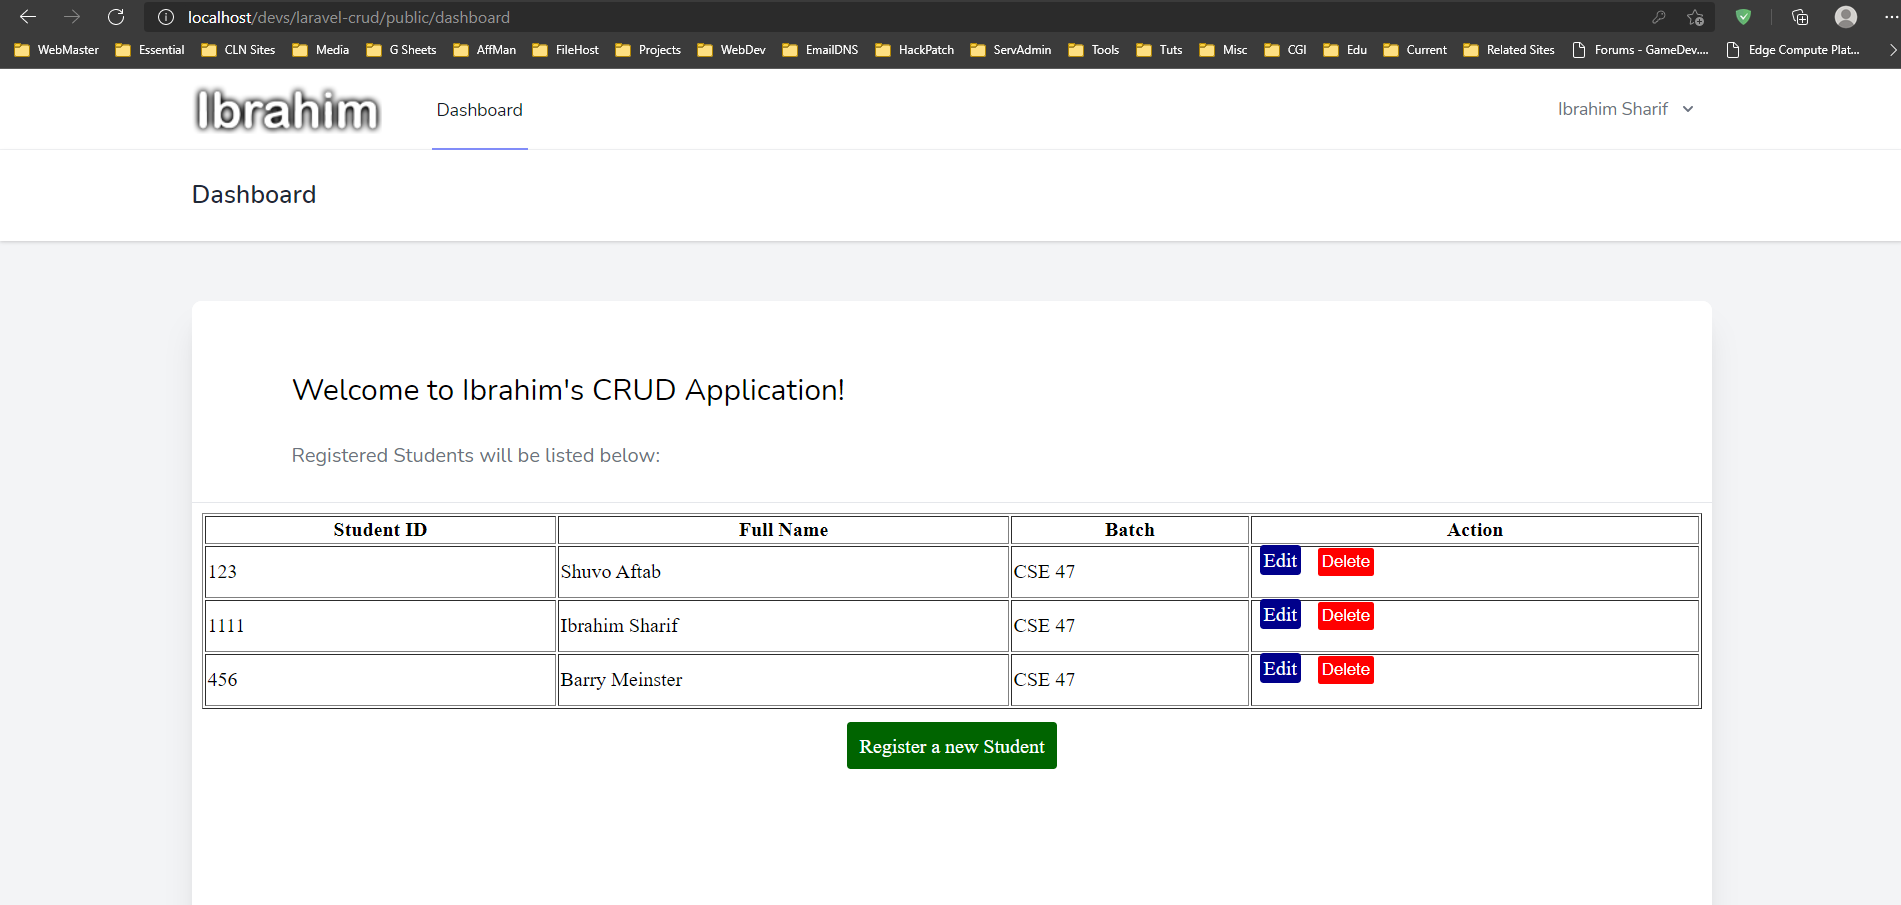 localhost/devs/laravel-crud/public/dashboard
WebMaster Essential CLN Sites Media G Sheets AffMan FileHost Projects WebDev EmailDNS HackPatch ServAdmin Tools Tuts Misc CGI Edu Current Related Sites Forums - GameDev.... Edge Compute Plat...
Ibrahim Dashboard Ibrahim Sharif
Dashboard
Welcome to Ibrahim's CRUD Application!
Registered Students will be listed below:
Student ID Full Name Batch Action
123 Shuvo Aftab CSE 47 Edit Delete
1111 Ibrahim Sharif CSE 47 Edit Delete
456 Barry Meinster CSE 47 Edit Delete
Register a new Student